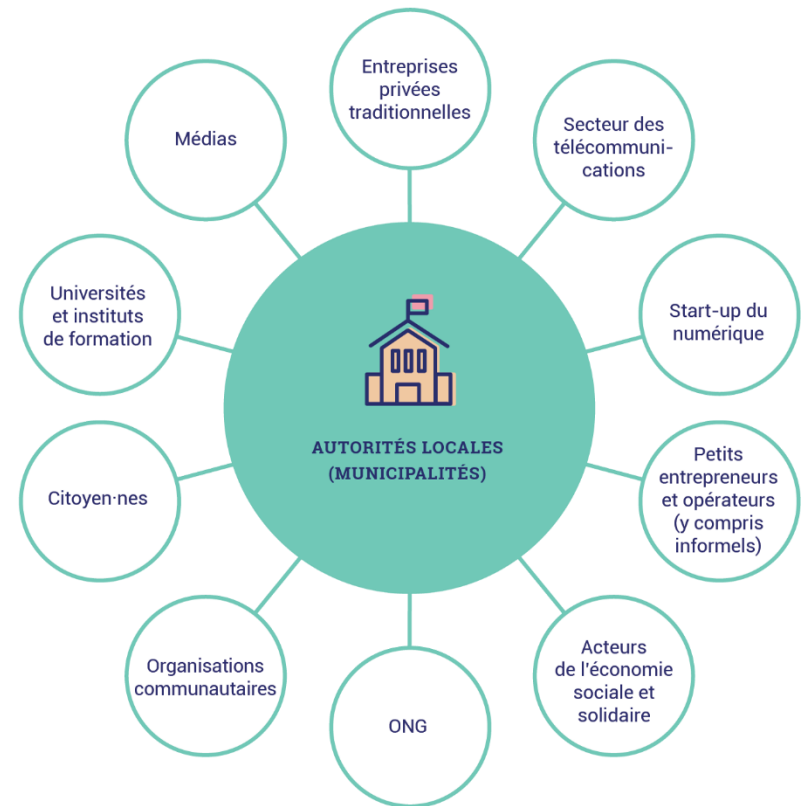 Entreprises
privées
traditionnelles
Secteur des
télécommuni-
cations
Médias
Start-up du
numérique
Universités
et instituts
de formation
AUTORITÉS LOCALES
(MUNICIPALITÉS)
Petits
entrepreneurs
et opérateurs
(y compris
informels)
Citoyen·nes
Acteurs
de l'économie
sociale et
solidaire
Organisations
communautaires
ONG